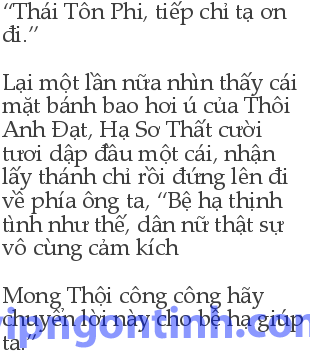 “Thái Tôn Phi, tiếp chỉ tạ ơn
đi.”
Lại một lần nữa nhìn thấy cái
mặt bánh bao hơi ú của Thôi
Anh Đạt, Hạ Sơ Thất cười
tươi dập đầu một cái, nhận
lấy thánh chỉ rồi đứng lên đi
về phía ông ta, “Bệ hạ thịnh
tình như thế, dân nữ thật sự
vô cùng cảm kích
Mong Thội công công hãy
chuyển lời này cho bệ hạ giúp
ta.”